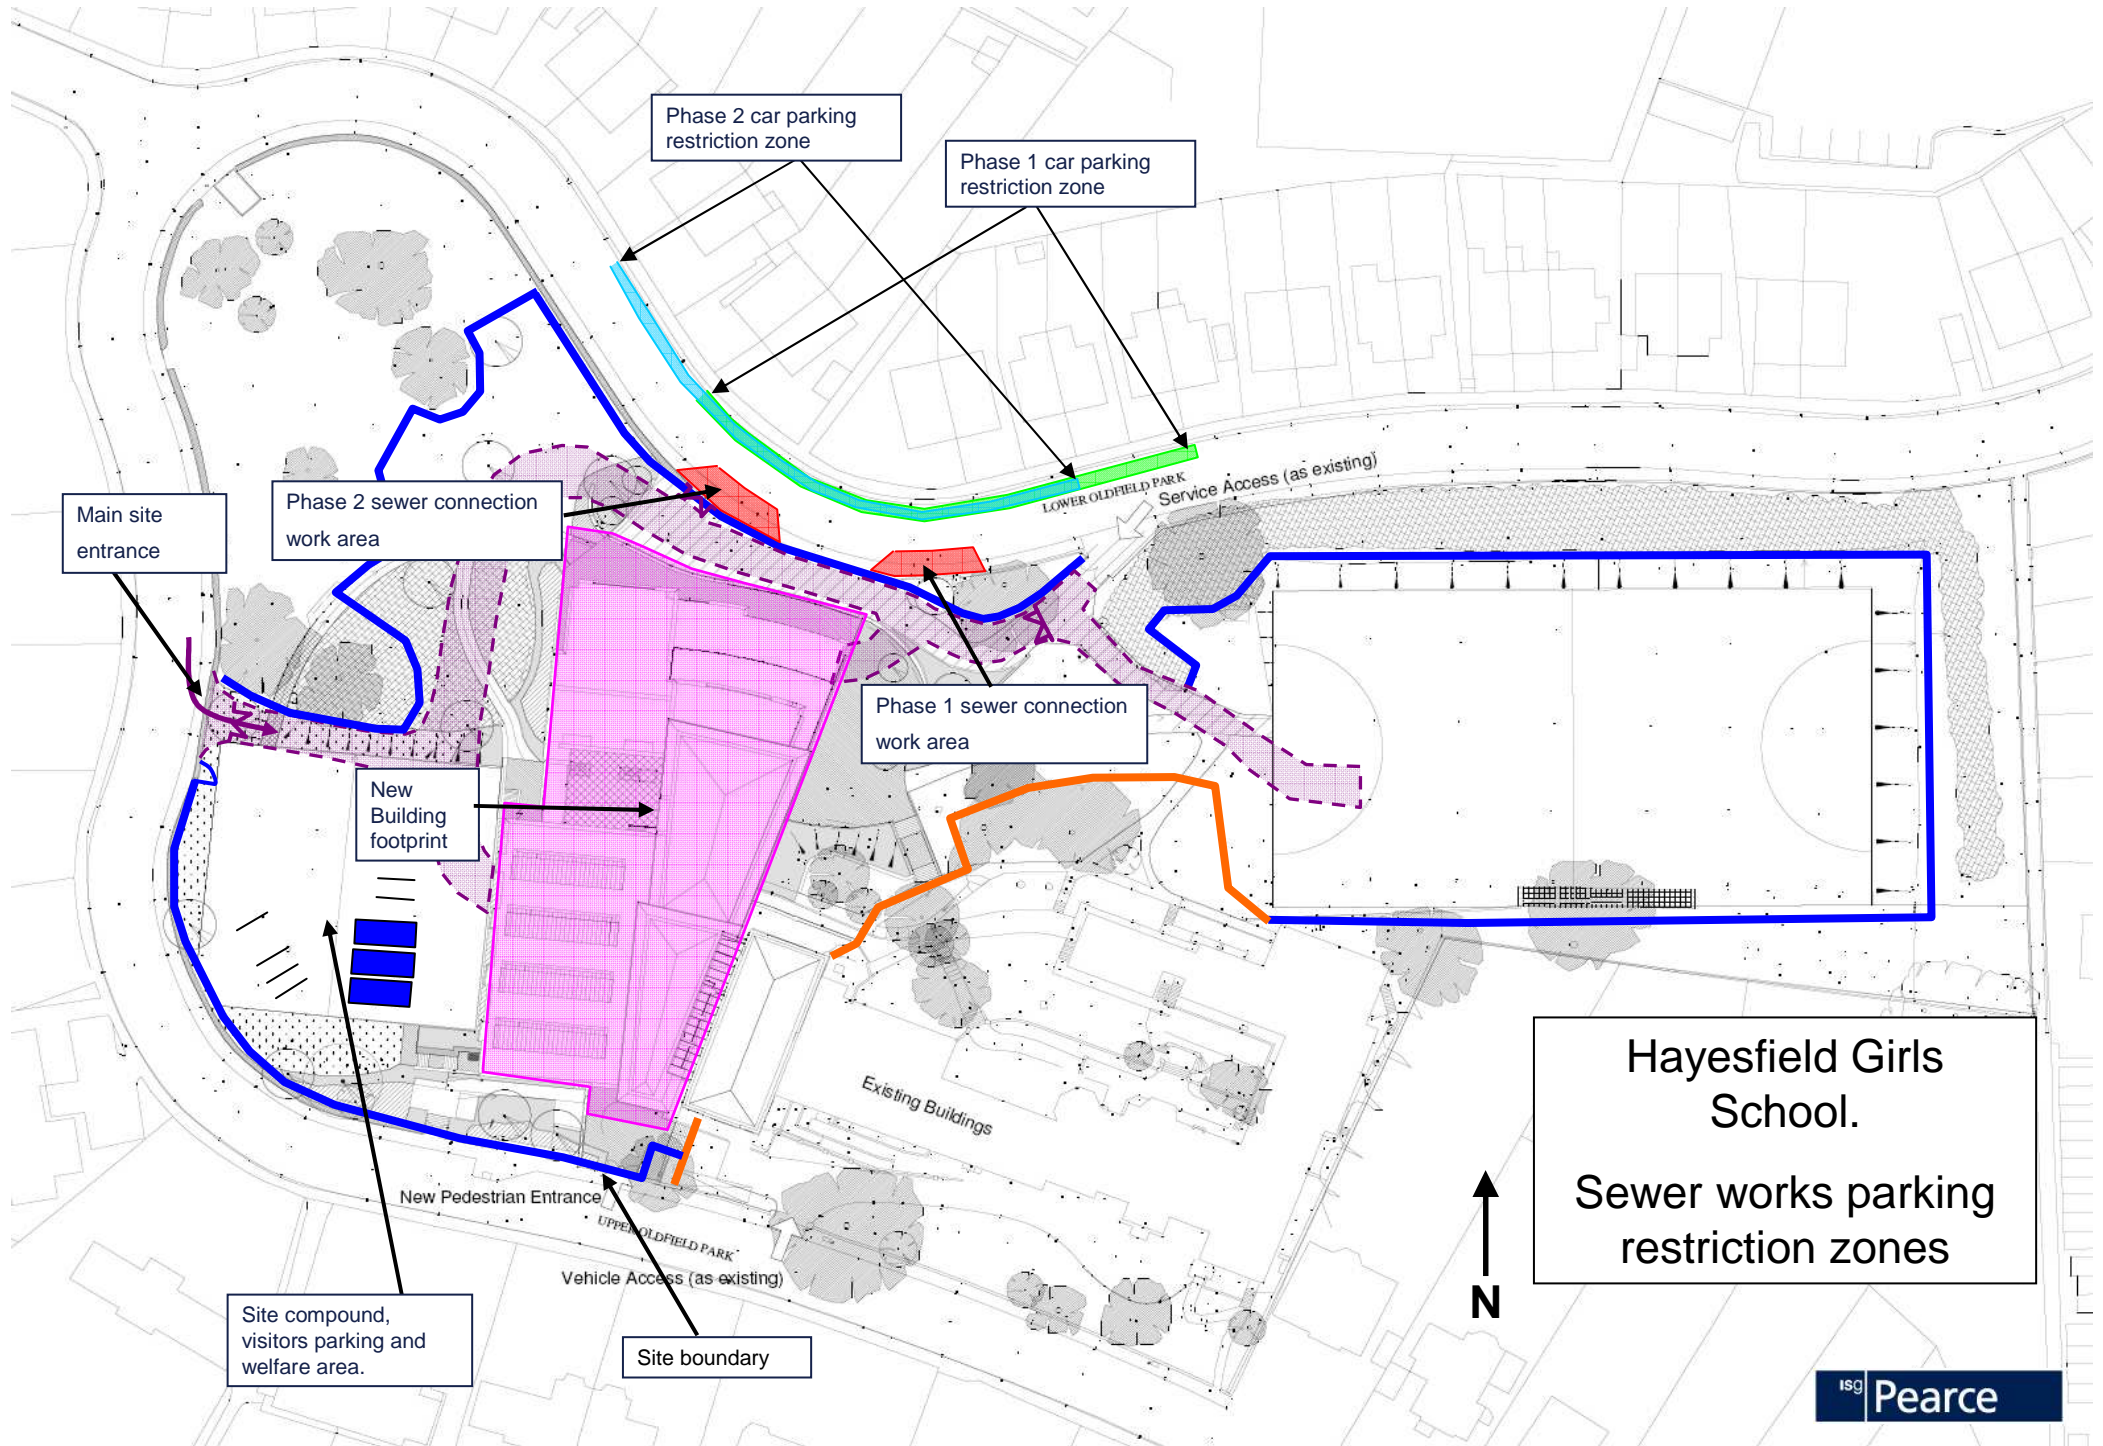 Phase 2 car parking
restriction zone
Phase 1 car parking
restriction zone
Service Access (as existing)
LOWER OLDFIELD PARK
Main site
entrance
Phase 2 sewer connection
work area
Phase 1 sewer connection
work area
New
Building
footprint
Existing Buildings
New Pedestrian Entrance
UPPER OLDFIELD PARK
Vehicle Access (as existing)
Site compound,
visitors parking and
welfare area.
Site boundary
Hayesfield Girls
School.
Sewer works parking
restriction zones
N
isg Pearce